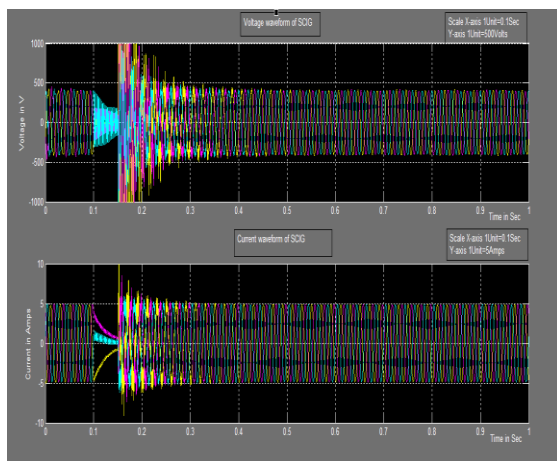 Voltage waveform of SCIG
Scale X-axis 1Unit=0.1Sec
Y-axis 1Unit=500Volts
Voltage in V
1000
500
0
-500
-1000
0 0.1 0.2 0.3 0.4 0.5 0.6 0.7 0.8 0.9 1
Time in Sec
Current waveform of SCIG
Scale X-axis 1Unit=0.1Sec
Y-axis 1Unit=5Amps
Current in Amps
10
5
0
-5
-10
0 0.1 0.2 0.3 0.4 0.5 0.6 0.7 0.8 0.9 1
Time in Sec